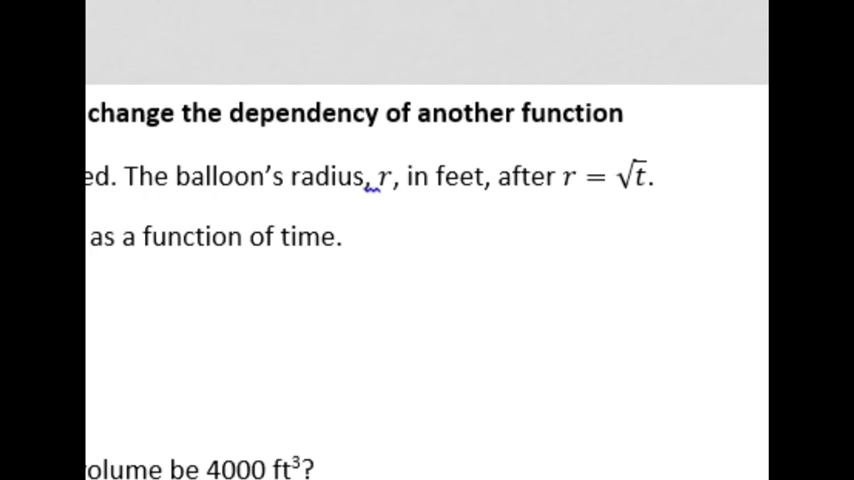 change the dependency of another function
ed. The balloon's radius, r, in feet, after r = √t.
as a function of time.
olume be 4000 ft³?